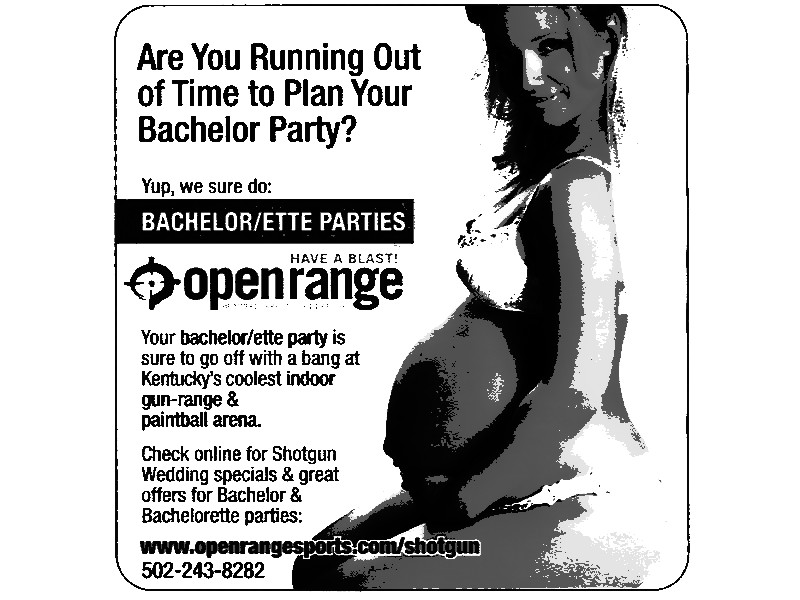 Are You Running Out
of Time to Plan Your
Bachelor Party?
Yup, we sure do:
BACHELOR/ETTE PARTIES
HAVE A BLAST!
openrange
Your bachelor/ette party is
sure to go off with a bang at
Kentucky's coolest indoor
gun-range &
paintball arena.
Check online for Shotgun
Wedding specials & great
offers for Bachelor &
Bachelorette parties:
www.openrangesports.com/shotgun
502-243-8282